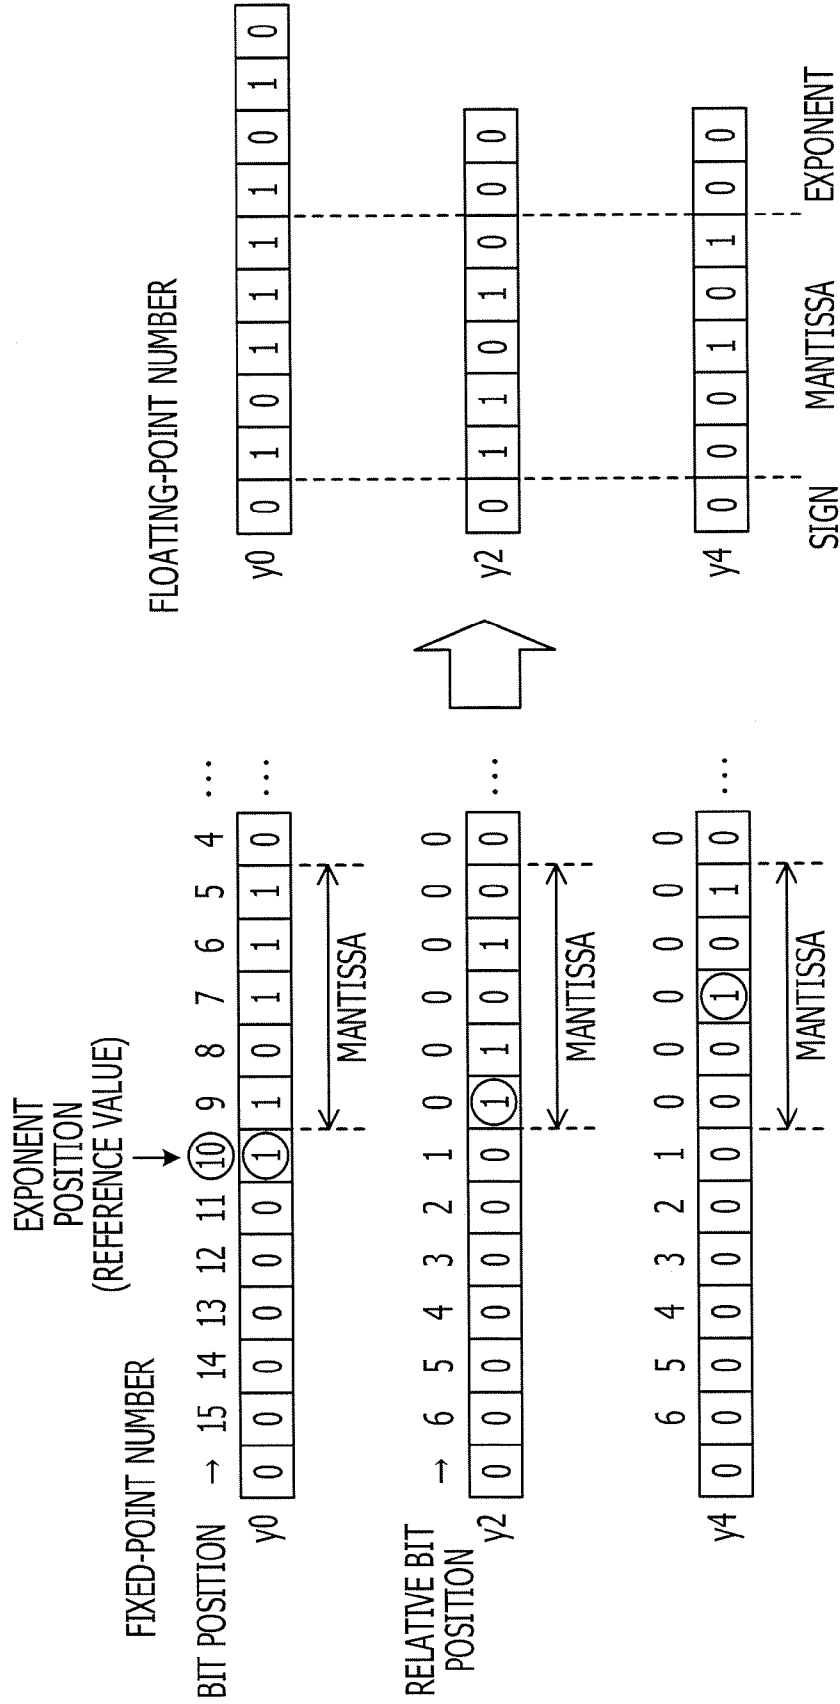 FIXED-POINT NUMBER
EXPONENT
POSITION
(REFERENCE VALUE)
BIT POSITION → 15 14 13 12 11 10 9 8 7 6 5 4 ...
y0 0 0 0 0 0 0 1 1 0 1 1 1 0 ...
MANTISSA
RELATIVE BIT
POSITION
→ 6 5 4 3 2 1 0 0 0 0 0 0
y2 0 0 0 0 0 0 0 1 1 0 1 0 0 ...
MANTISSA
6 5 4 3 2 1 0 0 0 0 0 0
y4 0 0 0 0 0 0 0 0 0 1 0 1 0 ...
MANTISSA
FLOATING-POINT NUMBER
y0 0 1 0 1 1 1 1 0 1 0
y2 0 1 1 0 1 0 0 0
y4 0 0 0 1 0 1 0 0
SIGN MANTISSA EXPONENT